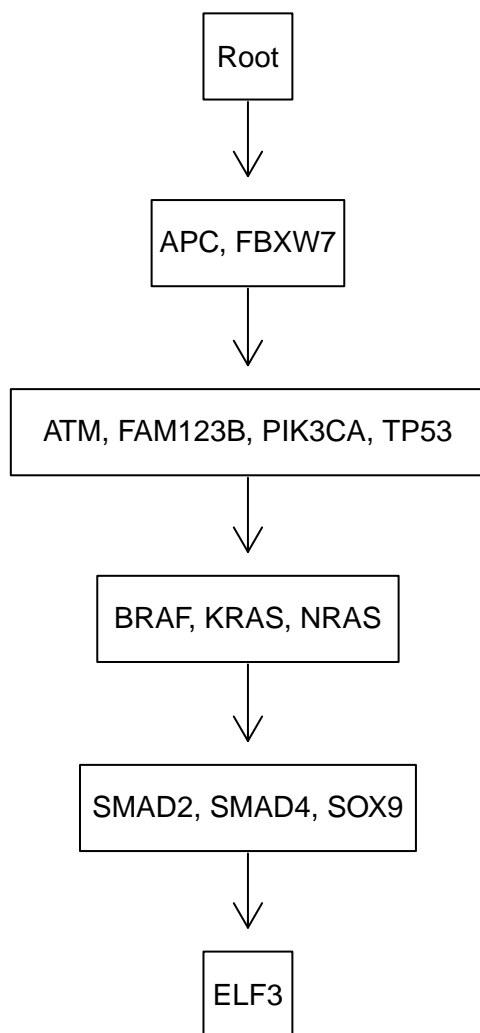 Root
APC, FBXW7
ATM, FAM123B, PIK3CA, TP53
BRAF, KRAS, NRAS
SMAD2, SMAD4, SOX9
ELF3